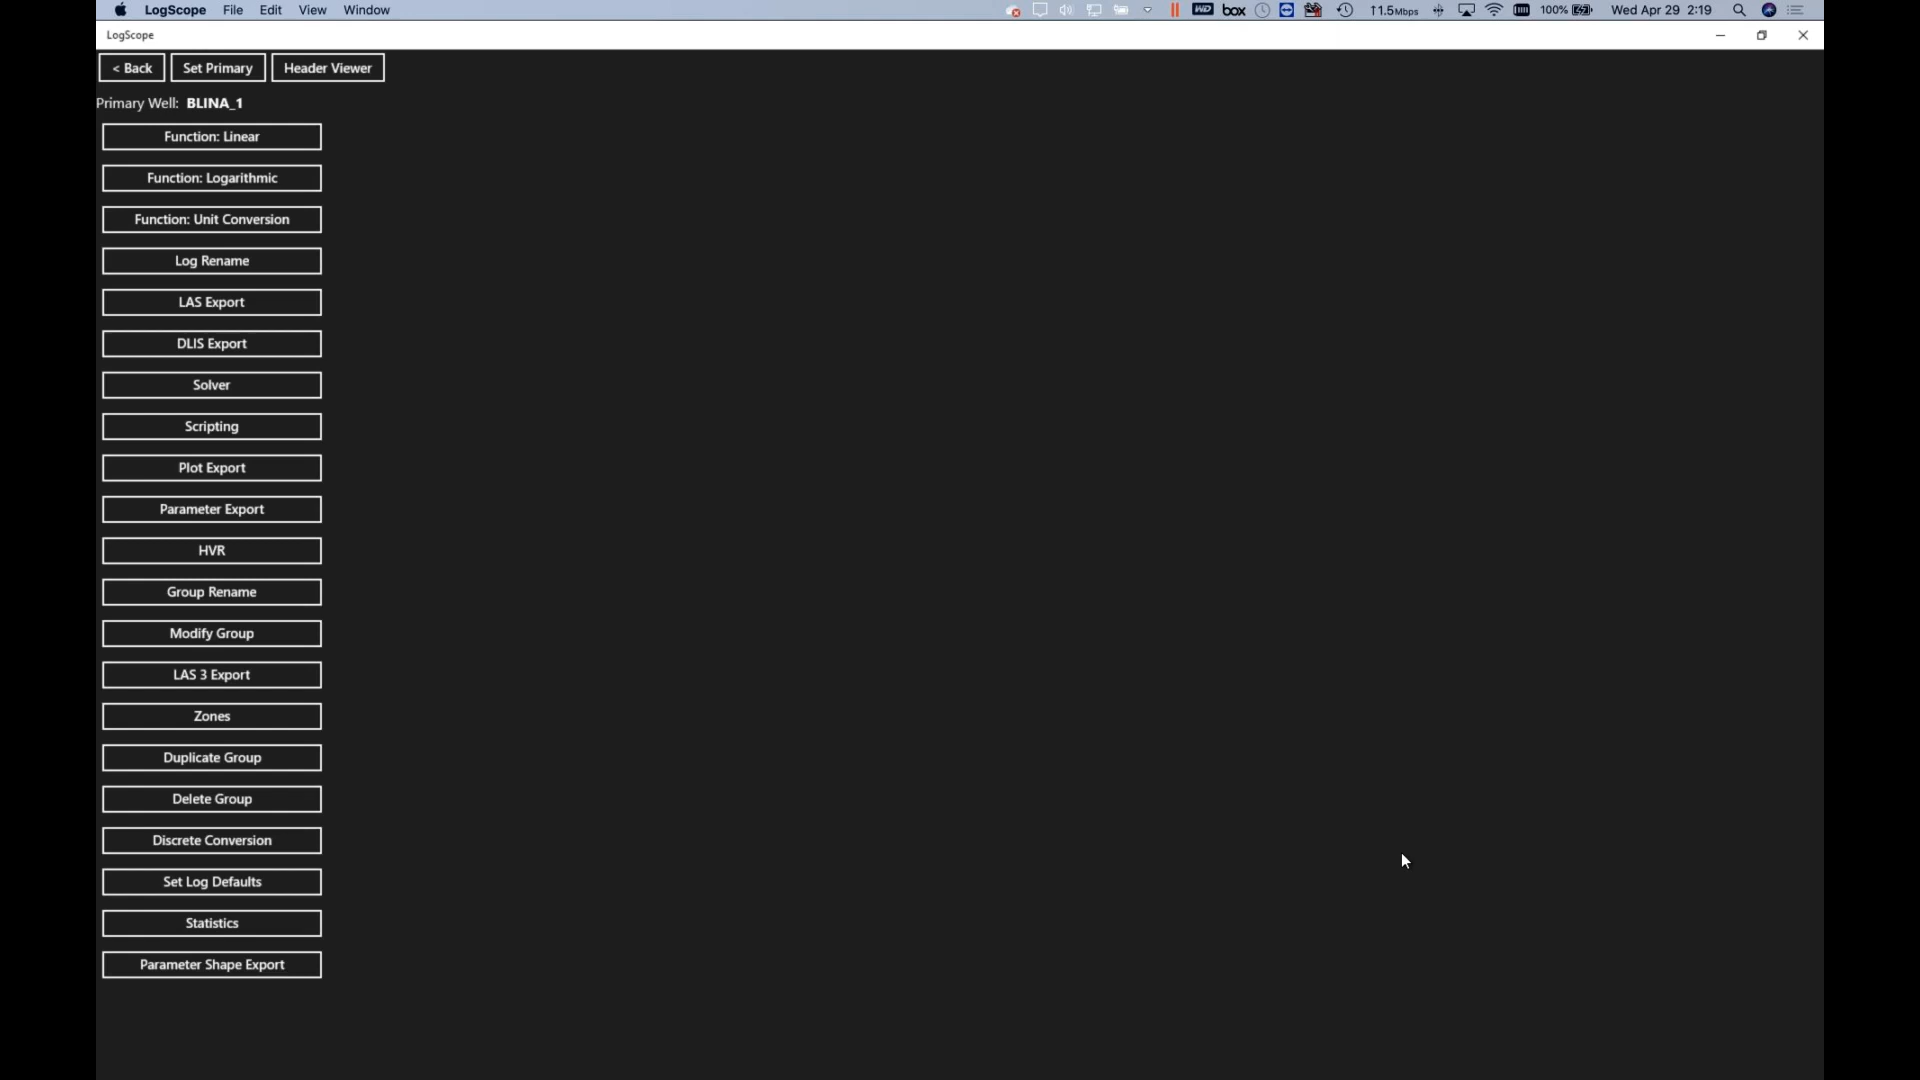 LogScope File Edit View Window WD box ↑1.5Mbps 100% Wed Apr 29 2:19
LogScope
< Back Set Primary Header Viewer
Primary Well: BLINA_1
Function: Linear
Function: Logarithmic
Function: Unit Conversion
Log Rename
LAS Export
DLIS Export
Solver
Scripting
Plot Export
Parameter Export
HVR
Group Rename
Modify Group
LAS 3 Export
Zones
Duplicate Group
Delete Group
Discrete Conversion
Set Log Defaults
Statistics
Parameter Shape Export